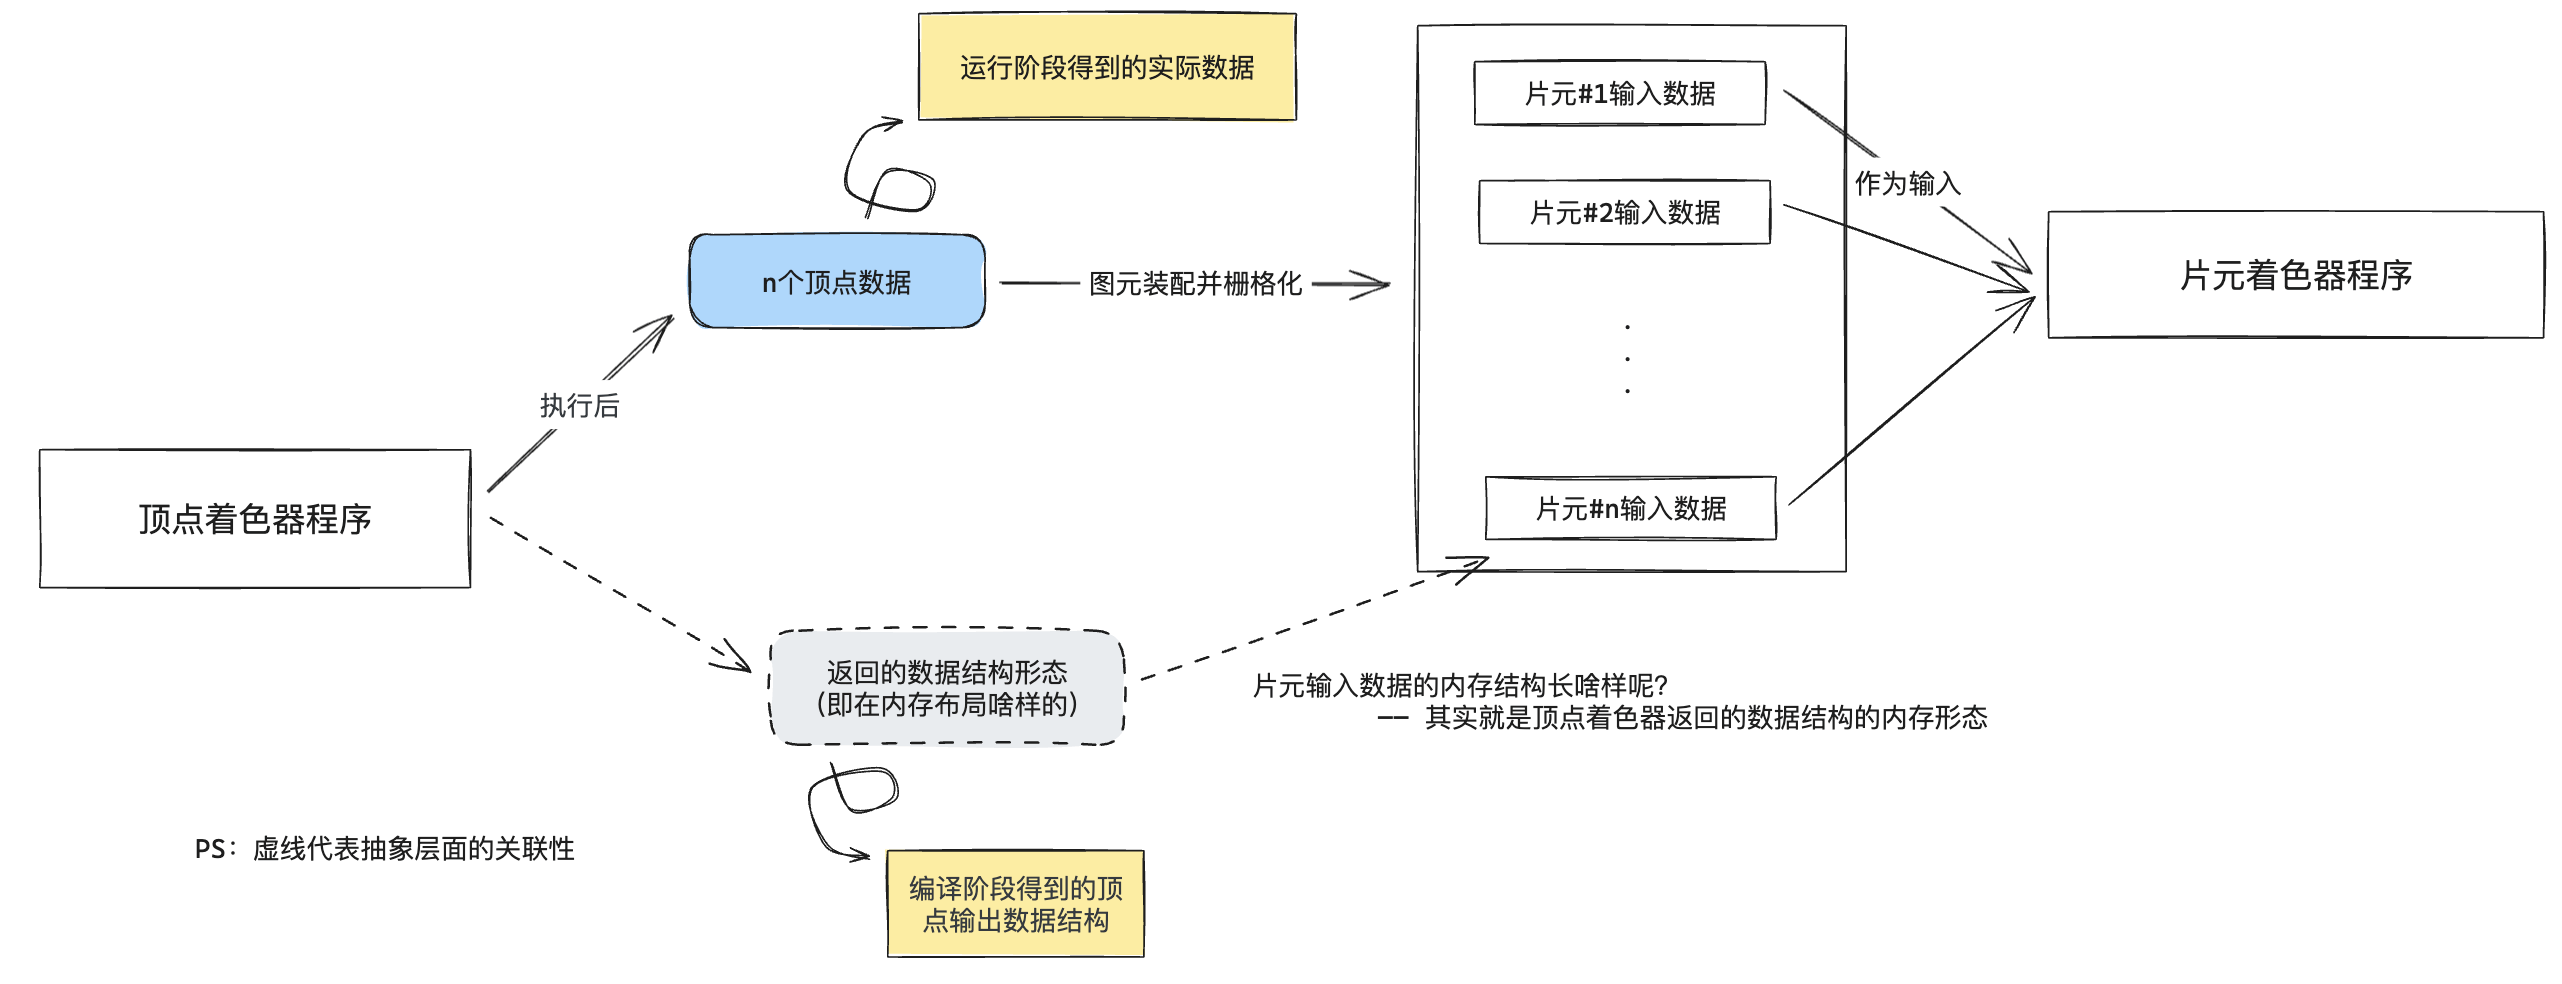 运行阶段得到的实际数据
片元#1输入数据
作为输入
片元#2输入数据
n个顶点数据
图元装配并栅格化
片元着色器程序
.
.
.
执行后
片元#n输入数据
顶点着色器程序
返回的数据结构形态
(即在内存布局啥样的)
片元输入数据的内存结构长啥样呢?
—— 其实就是顶点着色器返回的数据结构的内存形态
PS: 虚线代表抽象层面的关联性
编译阶段得到的顶
点输出数据结构